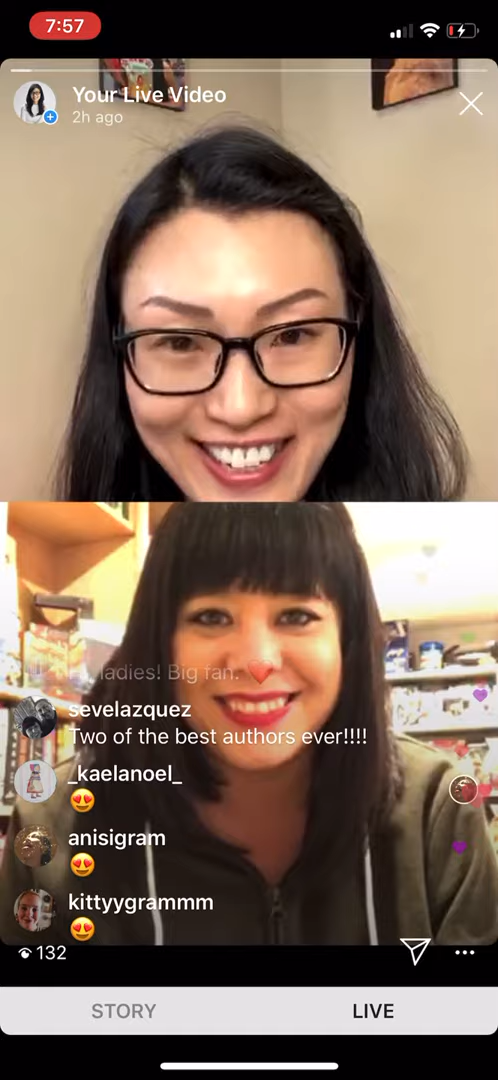 7:57
Your Live Video
2h ago
ladies! Big fan. ❤️
sevelazquez
Two of the best authors ever!!!!
_kaelanoel_
😍
anisigram
😍
kittyygrammm
😍
132
STORY
LIVE